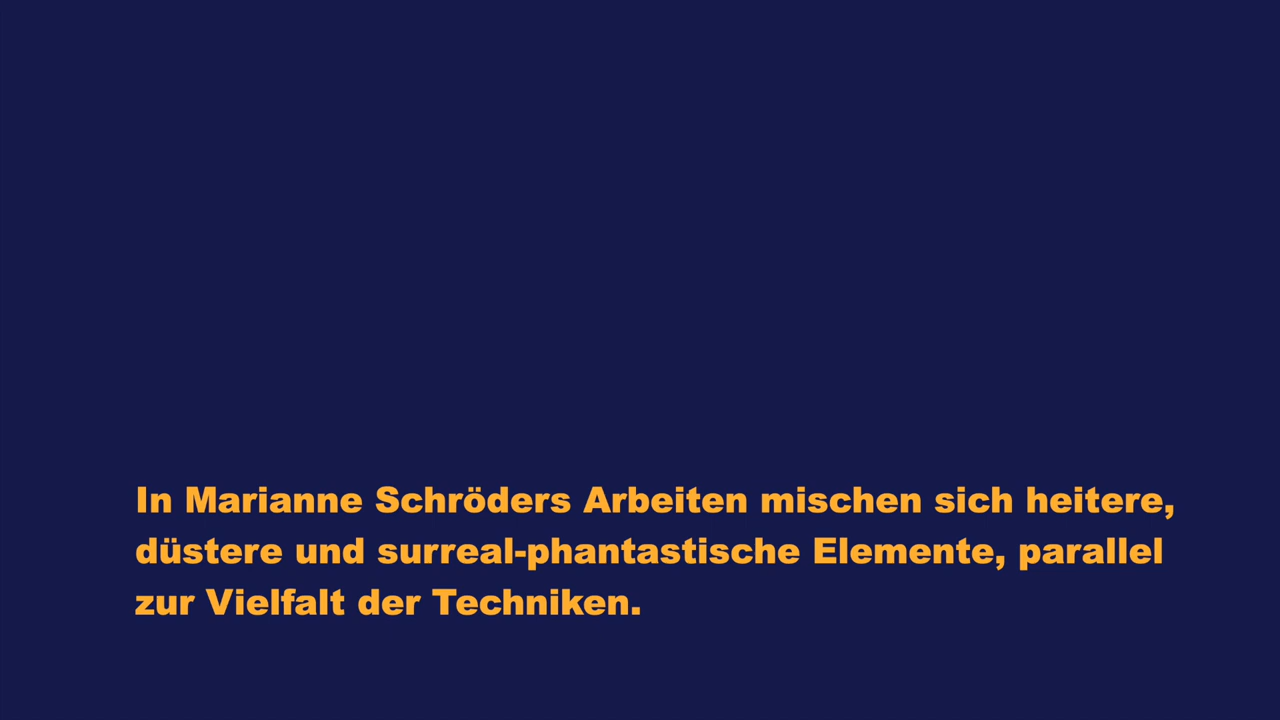 In Marianne Schröders Arbeiten mischen sich heitere,
düstere und surreal-phantastische Elemente, parallel
zur Vielfalt der Techniken.